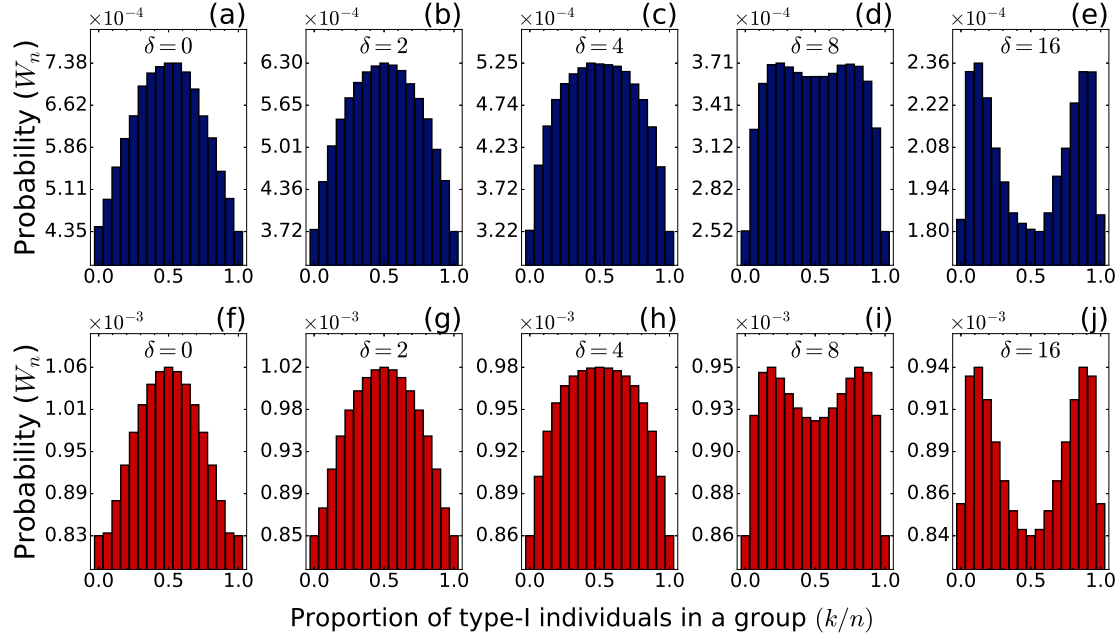 ×10⁻⁴ (a) ×10⁻⁴ (b) ×10⁻⁴ (c) ×10⁻⁴ (d) ×10⁻⁴ (e)
δ = 0 δ = 2 δ = 4 δ = 8 δ = 16
Probability (Wₙ)
7.38 6.30 5.25 3.71 2.36
6.62 5.65 4.74 3.41 2.22
5.86 5.01 4.23 3.12 2.08
5.11 4.36 3.72 2.82 1.94
4.35 3.72 3.22 2.52 1.80
0.0 0.5 1.0 0.0 0.5 1.0 0.0 0.5 1.0 0.0 0.5 1.0 0.0 0.5 1.0
×10⁻³ (f) ×10⁻³ (g) ×10⁻³ (h) ×10⁻³ (i) ×10⁻³ (j)
δ = 0 δ = 2 δ = 4 δ = 8 δ = 16
Probability (Wₙ)
1.06 1.02 0.98 0.95 0.94
1.01 0.98 0.95 0.93 0.91
0.95 0.93 0.92 0.90 0.89
0.89 0.89 0.89 0.88 0.86
0.83 0.85 0.86 0.86 0.84
0.0 0.5 1.0 0.0 0.5 1.0 0.0 0.5 1.0 0.0 0.5 1.0 0.0 0.5 1.0
Proportion of type-I individuals in a group (k/n)